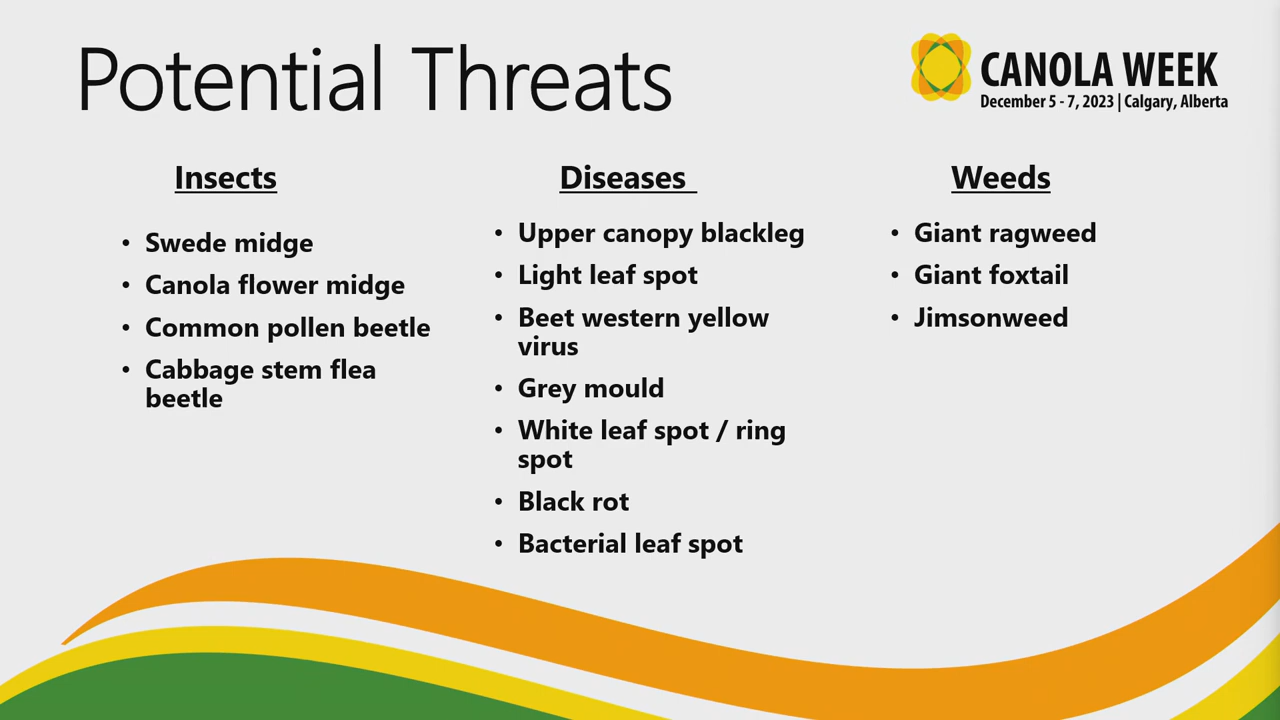 Potential Threats
CANOLA WEEK
December 5 - 7, 2023 | Calgary, Alberta
Insects
• Swede midge
• Canola flower midge
• Common pollen beetle
• Cabbage stem flea
beetle
Diseases
• Upper canopy blackleg
• Light leaf spot
• Beet western yellow
virus
• Grey mould
• White leaf spot / ring
spot
• Black rot
• Bacterial leaf spot
Weeds
• Giant ragweed
• Giant foxtail
• Jimsonweed